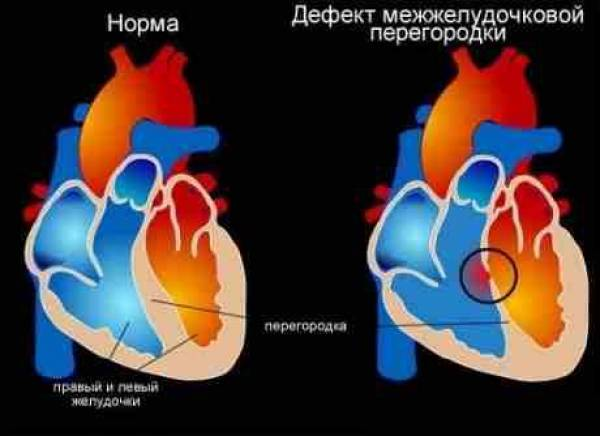 Норма
Дефект межжелудочковой
перегородки
перегородка
правый и левый
желудочки